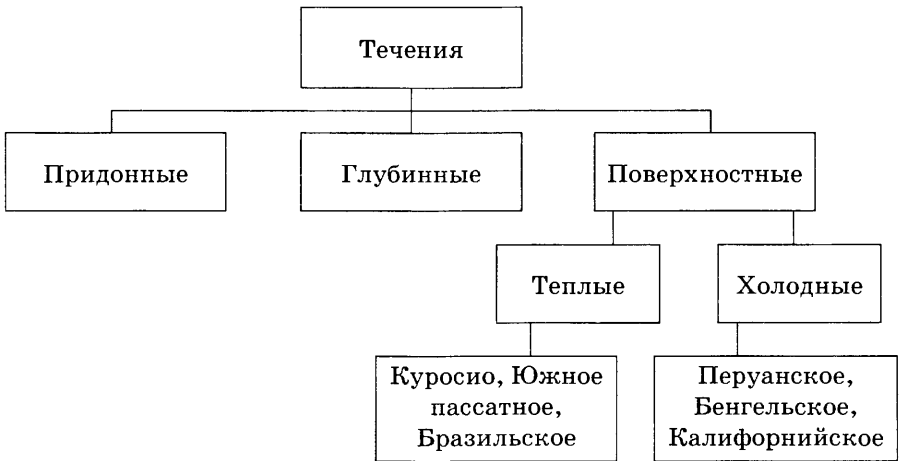 Течения
Придонные
Глубинные
Поверхностные
Теплые
Холодные
Куросио, Южное
пассатное,
Бразильское
Перуанское,
Бенгельское,
Калифорнийское